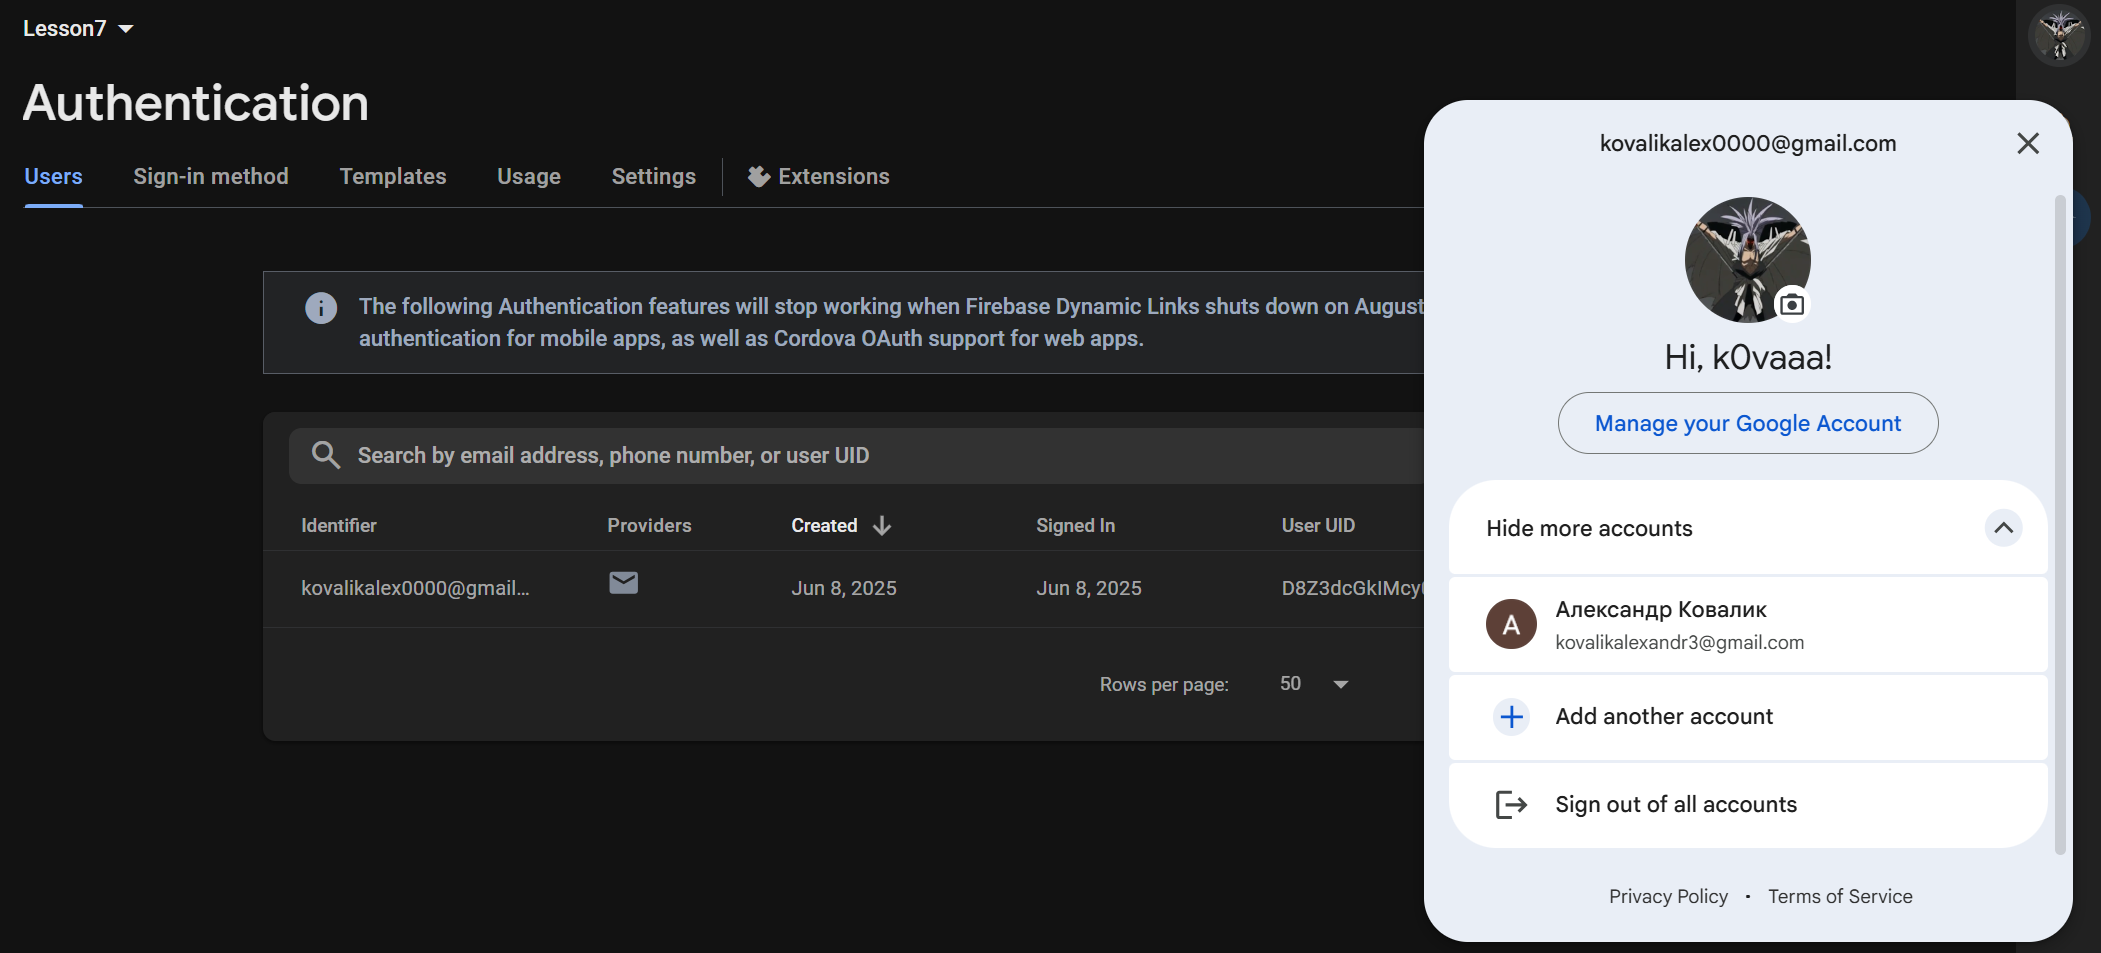 Lesson7
Authentication
Users Sign-in method Templates Usage Settings Extensions
The following Authentication features will stop working when Firebase Dynamic Links shuts down on August
authentication for mobile apps, as well as Cordova OAuth support for web apps.
Search by email address, phone number, or user UID
Identifier Providers Created Signed In User UID
kovalikalex0000@gmail... Jun 8, 2025 Jun 8, 2025 D8Z3dcGkIMcy
Rows per page: 50
kovalikalex0000@gmail.com
Hi, k0vaaa!
Manage your Google Account
Hide more accounts
A
Александр Ковалик
kovalikalexandr3@gmail.com
Add another account
Sign out of all accounts
Privacy Policy • Terms of Service